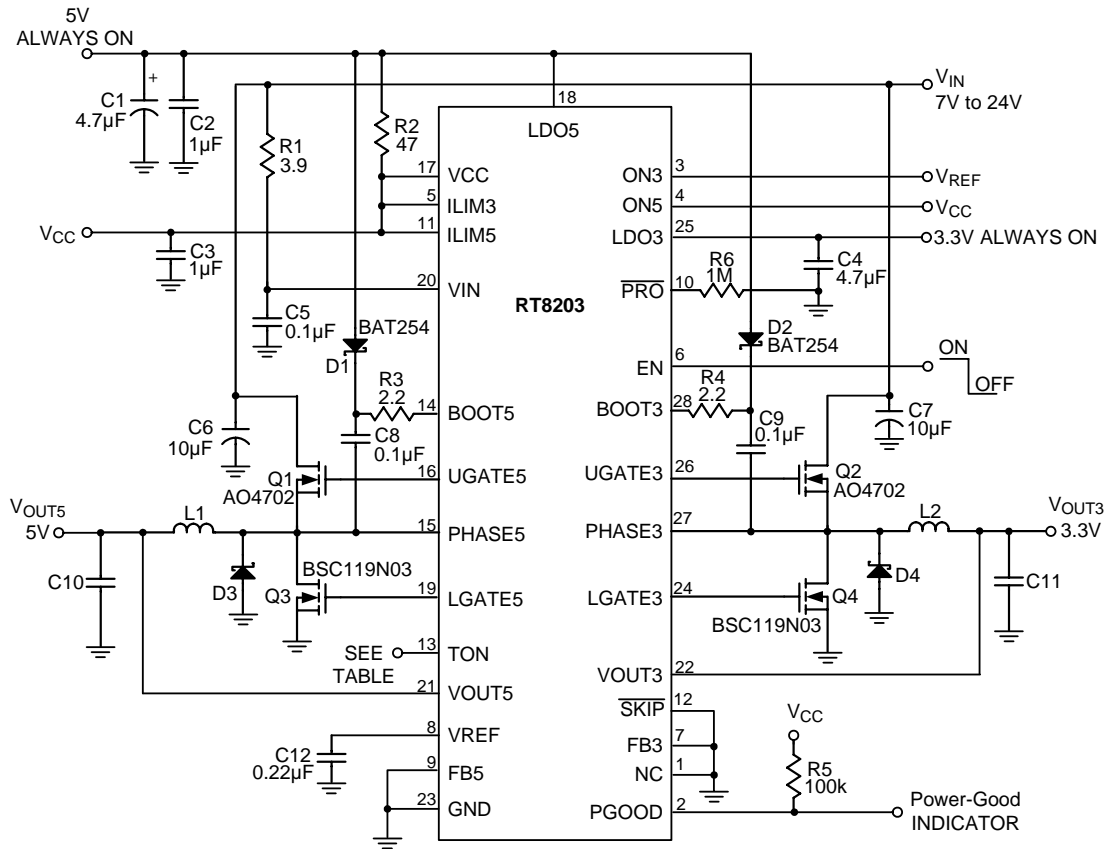 5V
ALWAYS ON
+
C1
4.7µF
C2
1µF
R1
3.9
R2
47
18
LDO5
VIN
7V to 24V
17
VCC
5
ILIM3
11
ILIM5
VCC
C3
1µF
20
VIN
C5
0.1µF
BAT254
D1
R3
2.2
14
BOOT5
C6
10µF
C8
0.1µF
Q1
AO4702
16
UGATE5
VOUT5
5V
L1
15
PHASE5
C10
D3
BSC119N03
Q3
19
LGATE5
SEE
TABLE
13
TON
21
VOUT5
8
VREF
C12
0.22µF
9
FB5
23
GND
RT8203
ON3
3
VREF
ON5
4
VCC
LDO3
25
3.3V ALWAYS ON
R6
1M
C4
4.7µF
PRO
10
D2
BAT254
EN
6
ON
OFF
R4
2.2
BOOT3
28
C9
0.1µF
C7
10µF
UGATE3
26
Q2
AO4702
PHASE3
27
L2
VOUT3
3.3V
D4
C11
LGATE3
24
Q4
BSC119N03
VOUT3
22
SKIP
12
FB3
7
NC
1
VCC
R5
100k
PGOOD
2
Power-Good
INDICATOR